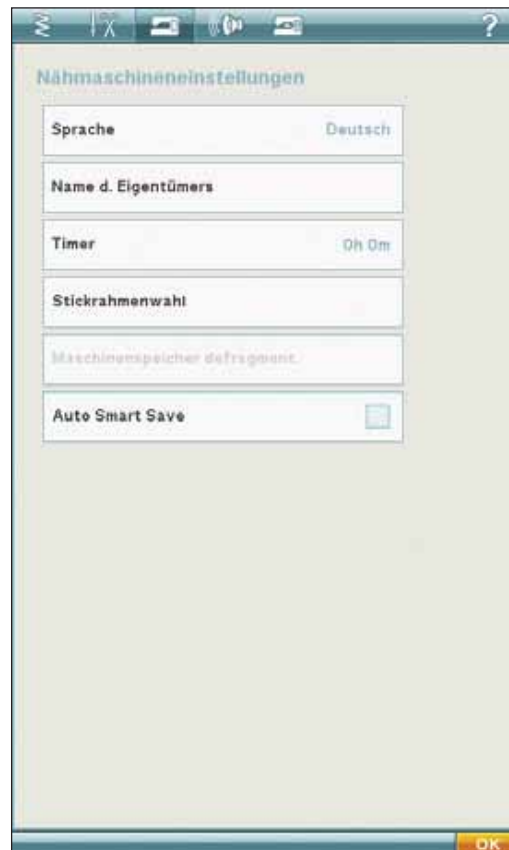 ?
Nähmaschineneinstellungen
Sprache Deutsch
Name d. Eigentümers
Timer 0h 0m
Stickrahmenwahl
Maschinenspeicher defragment.
Auto Smart Save
OK